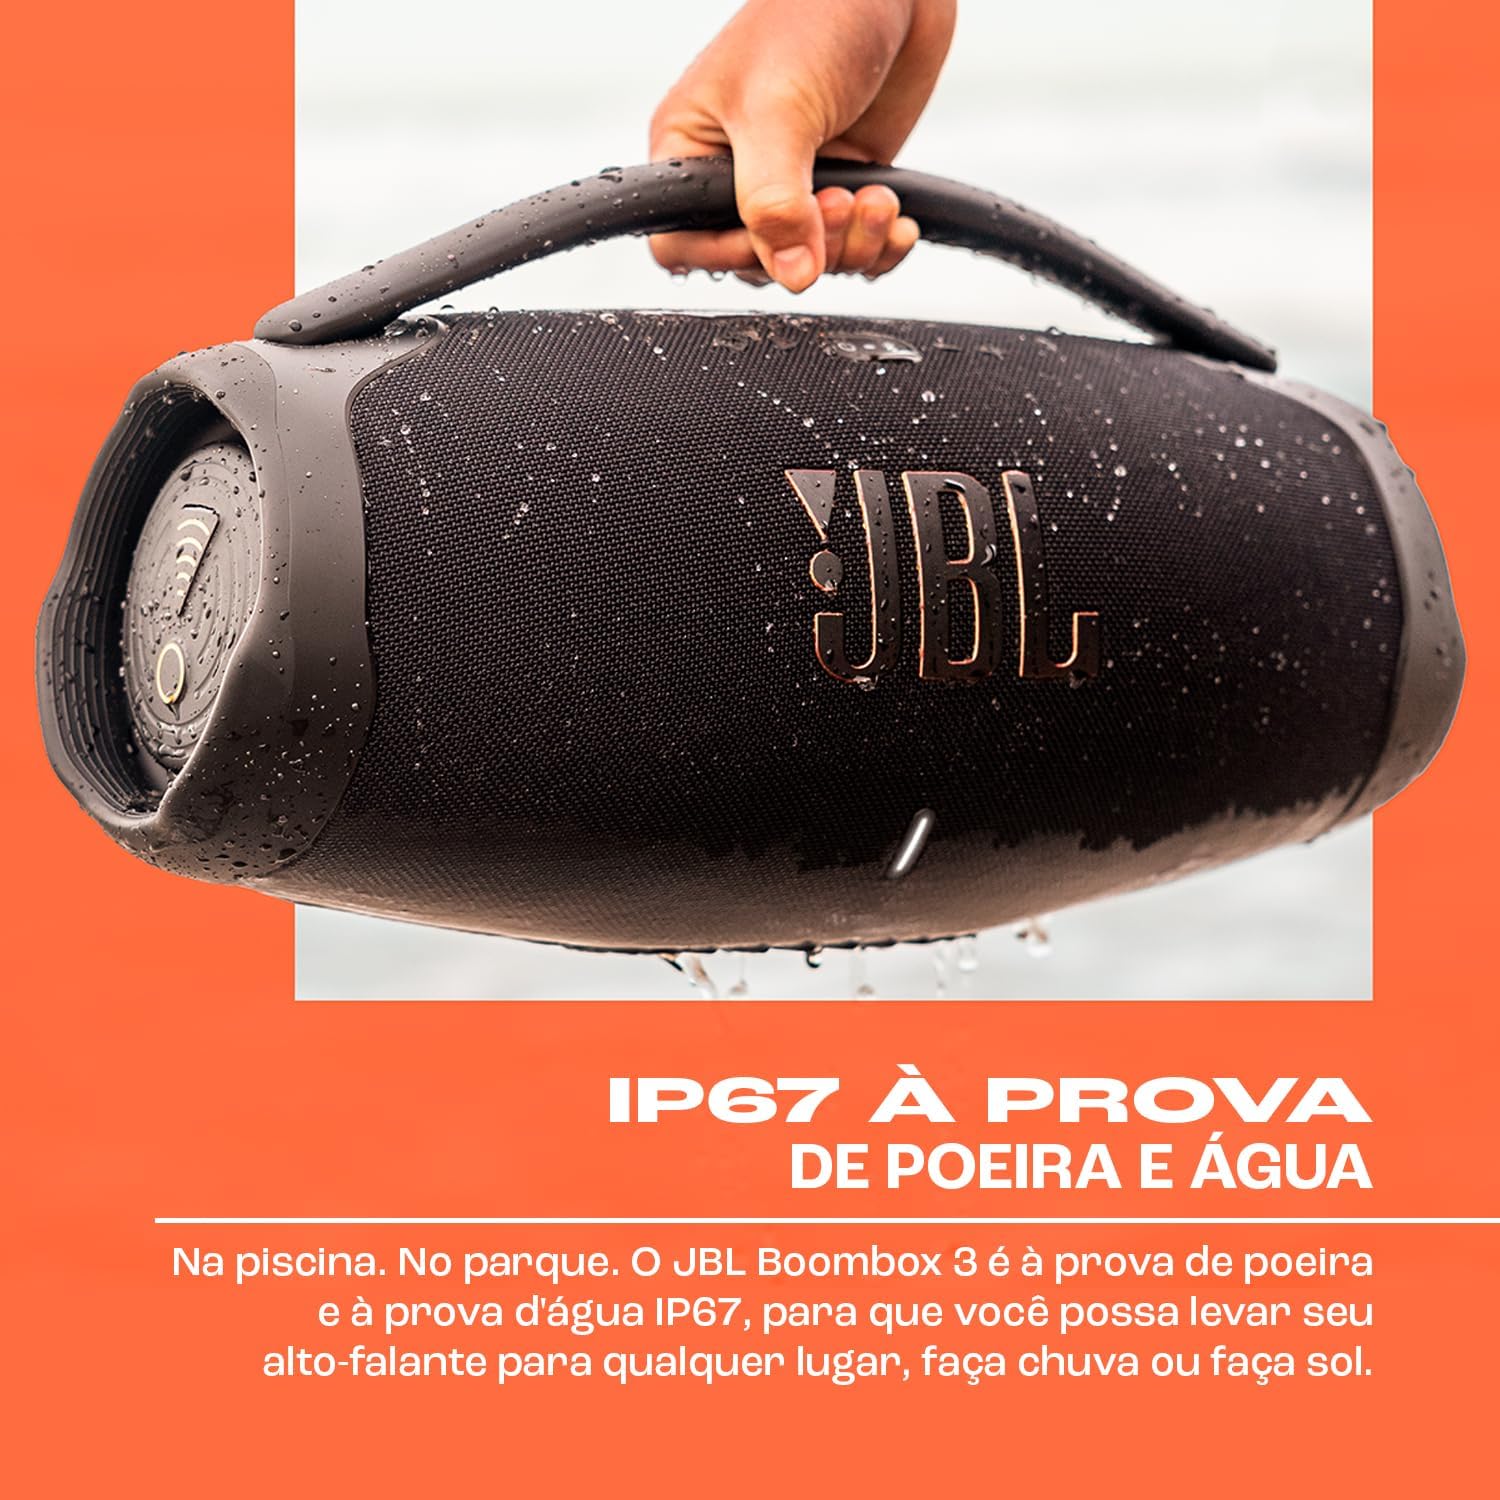 JBL
IP67 À PROVA
DE POEIRA E ÁGUA
Na piscina. No parque. O JBL Boombox 3 é à prova de poeira
e à prova d'água IP67, para que você possa levar seu
alto-falante para qualquer lugar, faça chuva ou faça sol.